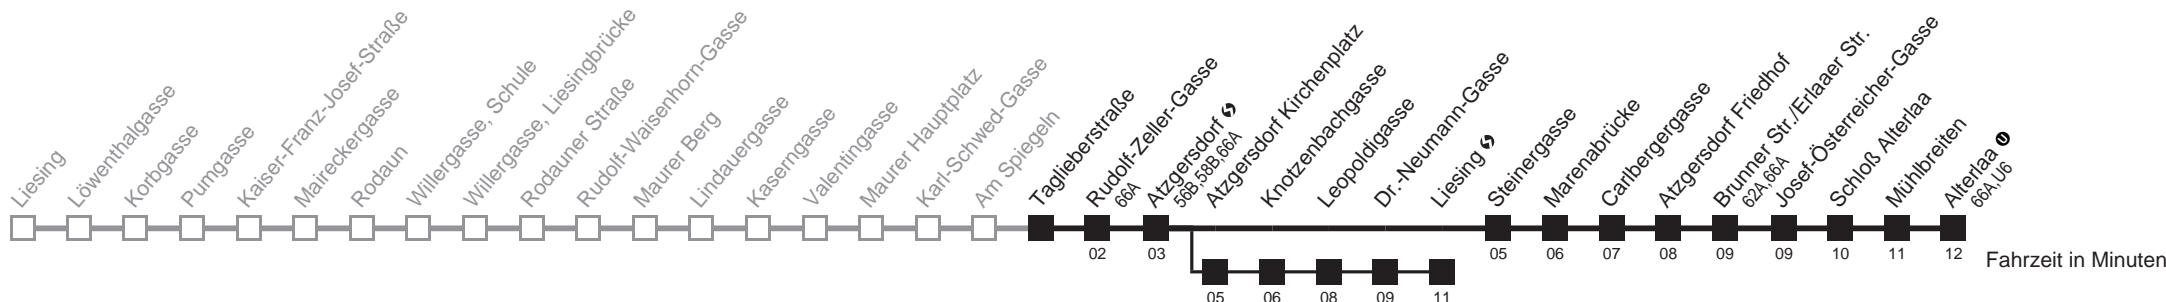 Liesing
Löwenthalgasse
Korbgasse
Pumgasse
Kaiser-Franz-Josef-Straße
Maireckergasse
Rodaun
Willergasse, Schule
Willergasse, Liesingbrücke
Rodauner Straße
Rudolf-Waisenhorn-Gasse
Maurer Berg
Lindauergasse
Kaserngasse
Valentingasse
Maurer Hauptplatz
Karl-Schwed-Gasse
Am Spiegeln
Taglieberstraße
Rudolf-Zeller-Gasse
66A
Atzgersdorf
56B,58B,66A
Atzgersdorf Kirchenplatz
Knotzenbachgasse
Leopoldigasse
Dr.-Neumann-Gasse
Liesing
Steinergasse
Marenabrücke
Carlbergergasse
Atzgersdorf Friedhof
Brunner Str./Erlaaer Str.
62A,66A
Josef-Österreicher-Gasse
Schloß Alterlaa
Mühlbreiten
Alterlaa U
66A,U6
02 03 05 06 07 08 09 09 10 11 12
Fahrzeit in Minuten
05 06 08 09 11